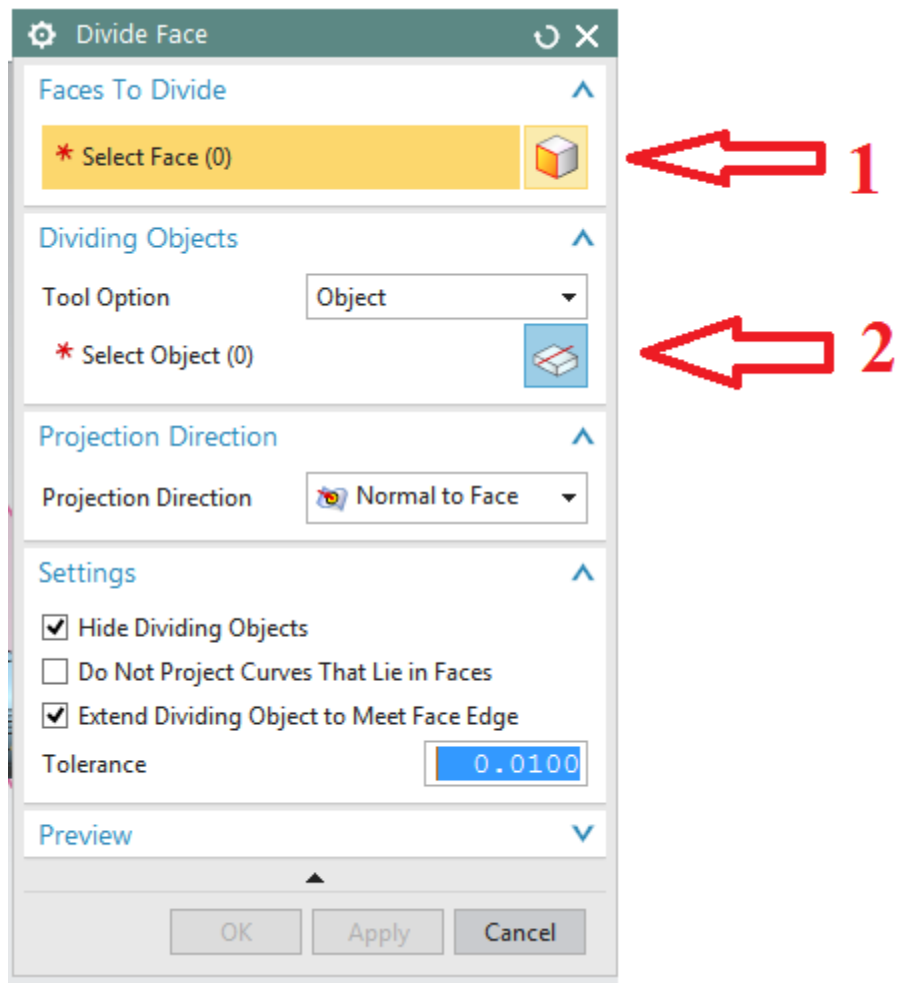 Divide Face
Faces To Divide
* Select Face (0)
1
Dividing Objects
Tool Option Object
* Select Object (0)
2
Projection Direction
Projection Direction Normal to Face
Settings
Hide Dividing Objects
Do Not Project Curves That Lie in Faces
Extend Dividing Object to Meet Face Edge
Tolerance 0.0100
Preview
OK Apply Cancel